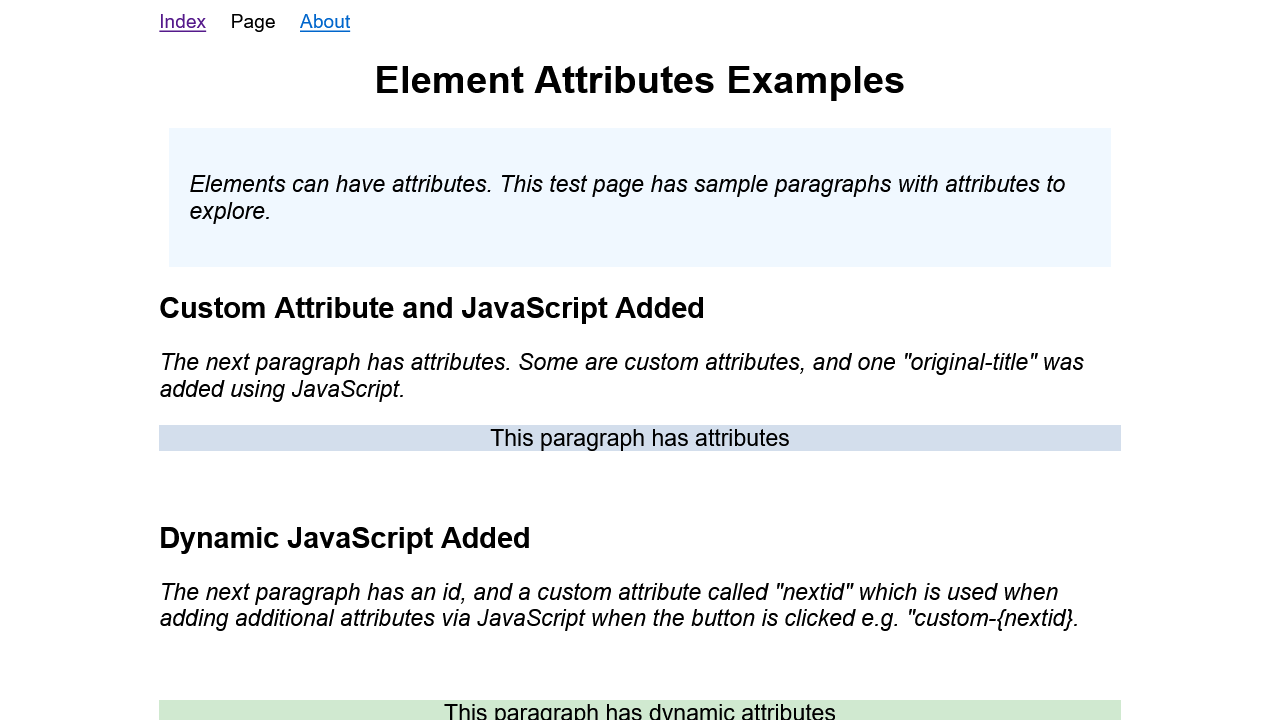 Index Page About
Element Attributes Examples
Elements can have attributes. This test page has sample paragraphs with attributes to
explore.
Custom Attribute and JavaScript Added
The next paragraph has attributes. Some are custom attributes, and one "original-title" was
added using JavaScript.
This paragraph has attributes
Dynamic JavaScript Added
The next paragraph has an id, and a custom attribute called "nextid" which is used when
adding additional attributes via JavaScript when the button is clicked e.g. "custom-{nextid}.
This paragraph has dynamic attributes